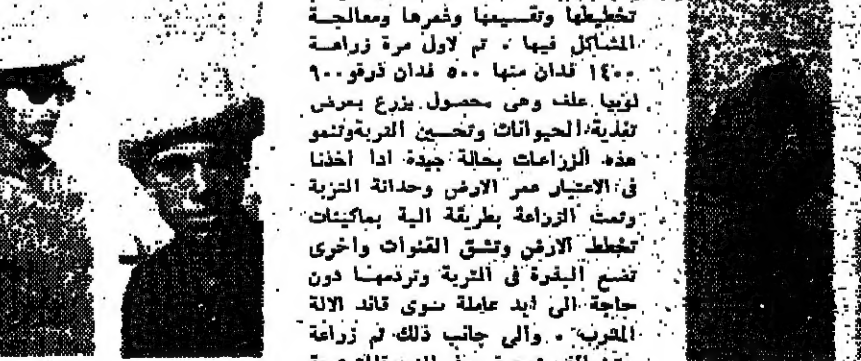 تخطيطها وتقسيمها وغمرها ومعالجة
المشاكل فيها . تم لاول مرة زراعة
١٤٠٠ فدان منها ٥٠٠ فدان ذرة و ٩٠٠
لوبيا علف وهى محصول يزرع بغرض
تغذية الحيوانات وتحسين التربة وتنمو
هذه الزراعات بحالة جيدة اذا اخذنا
فى الاعتبار عمر الارض وحداثة التربة
وتمت الزراعة بطريقة الية بماكينات
تخطط الارض وتشق القنوات واخرى
تضع البذرة فى التربة وتردمها دون
حاجة الى ايد عاملة سوى قائد الالة
المدرب . والى جانب ذلك تم زراعة